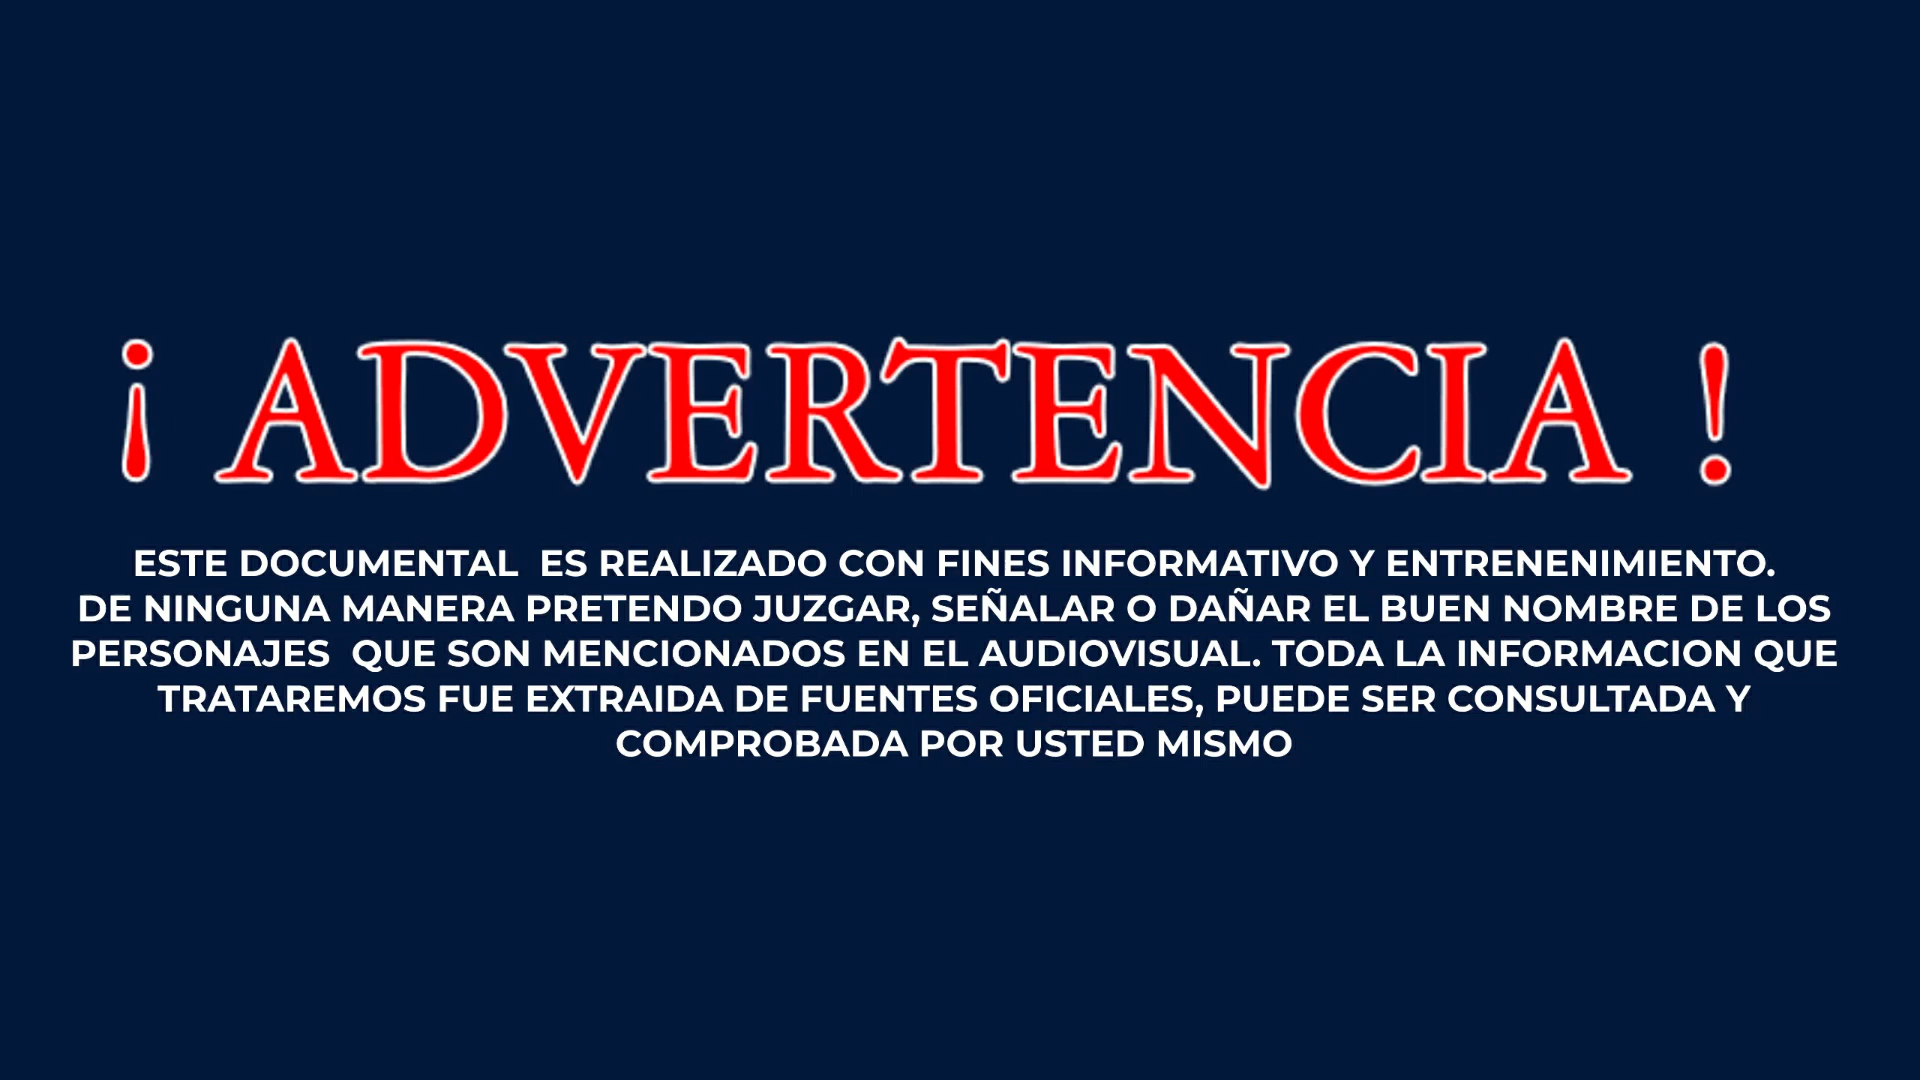 ¡ ADVERTENCIA !
ESTE DOCUMENTAL  ES REALIZADO CON FINES INFORMATIVO Y ENTRENENIMIENTO.
DE NINGUNA MANERA PRETENDO JUZGAR, SEÑALAR O DAÑAR EL BUEN NOMBRE DE LOS
PERSONAJES  QUE SON MENCIONADOS EN EL AUDIOVISUAL. TODA LA INFORMACION QUE
TRATAREMOS FUE EXTRAIDA DE FUENTES OFICIALES, PUEDE SER CONSULTADA Y
COMPROBADA POR USTED MISMO